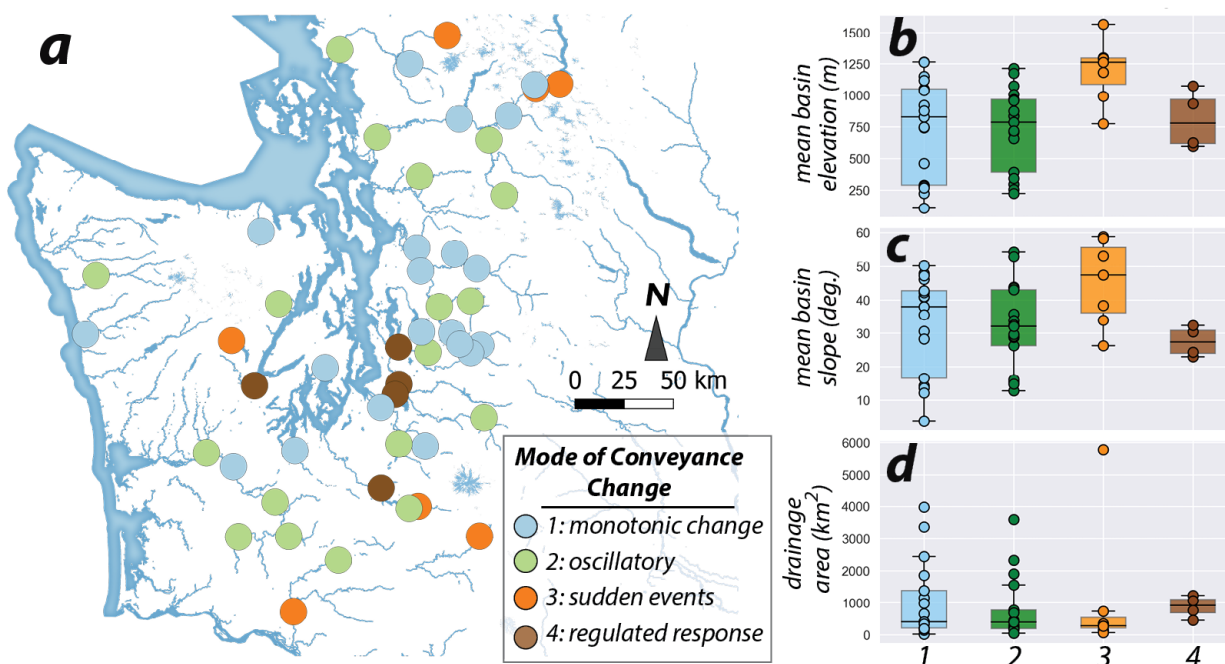 a
N
0 25 50 km
Mode of Conveyance
Change
1: monotonic change
2: oscillatory
3: sudden events
4: regulated response
b
mean basin
elevation (m)
1500
1250
1000
750
500
250
c
mean basin
slope (deg.)
60
50
40
30
20
10
d
drainage
area (km²)
6000
5000
4000
3000
2000
1000
0
1 2 3 4